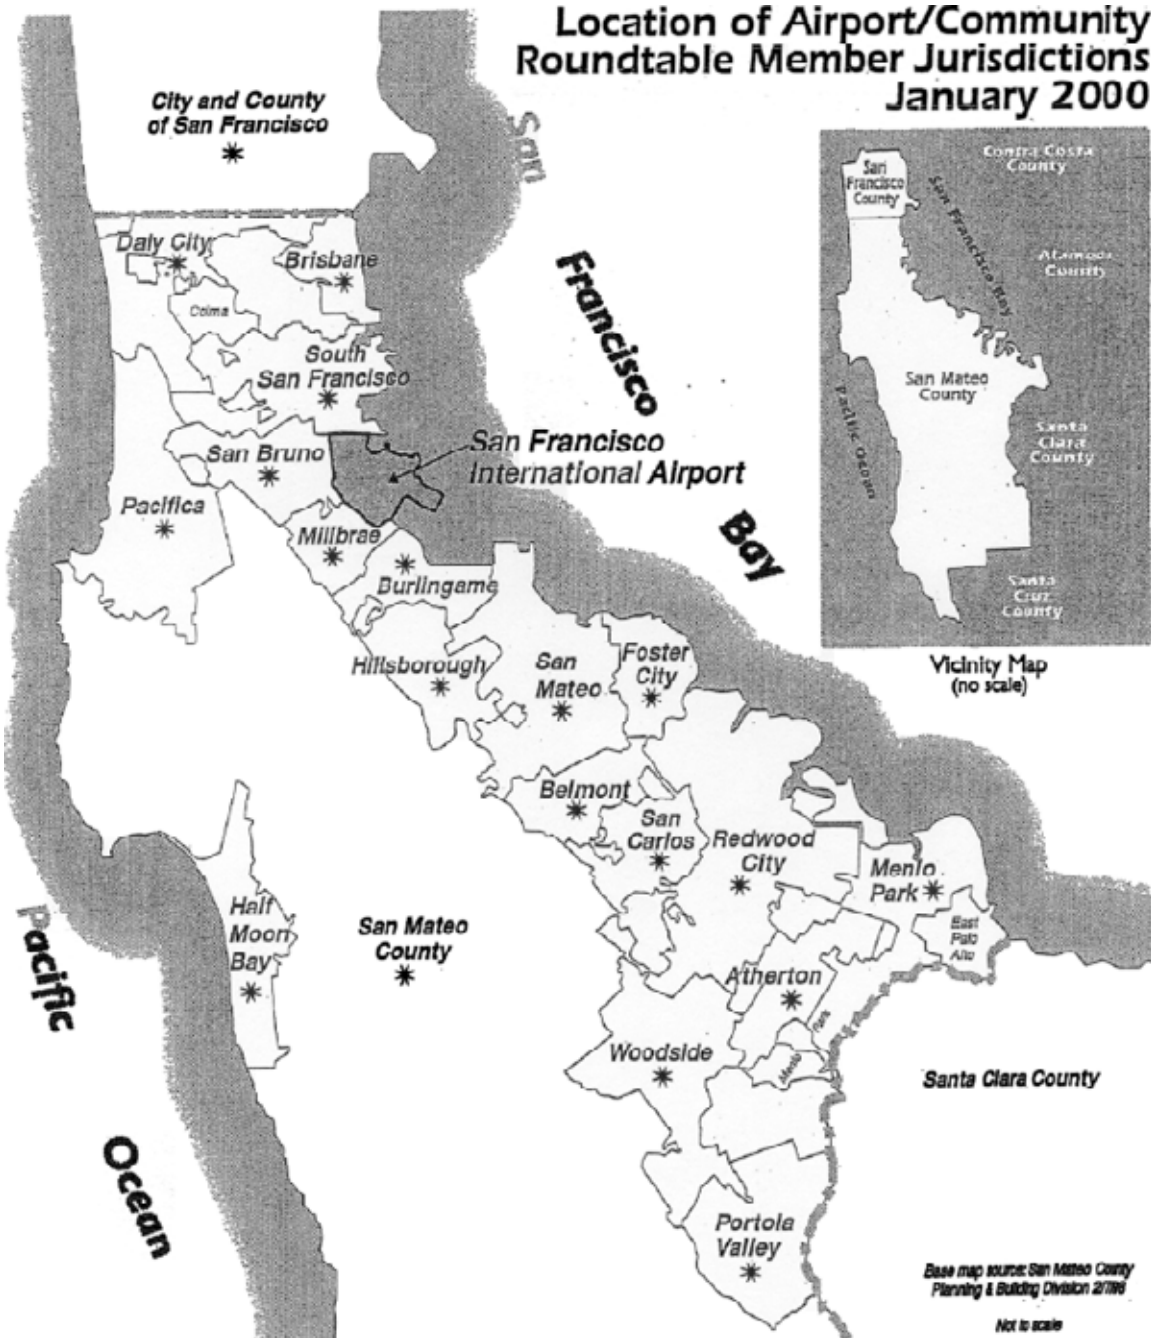 Location of Airport/Community
Roundtable Member Jurisdictions
January 2000
City and County
of San Francisco
San
Francisco
Bay
Daly City
Brisbane
Colma
South
San Francisco
San Francisco
International Airport
San Bruno
Pacifica
Millbrae
Burlingame
Hillsborough
San
Mateo
Foster
City
Belmont
San
Carlos
Redwood
City
Menlo
Park
East
Palo
Alto
Half
Moon
Bay
San Mateo
County
Atherton
Park
Menlo
Woodside
Portola
Valley
Santa Clara County
Pacific
Ocean
San
Francisco
County
Contra Costa
County
San Francisco Bay
Alameda
County
San Mateo
County
Pacific Ocean
Santa
Clara
County
Santa
Cruz
County
Vicinity Map
(no scale)
Base map source: San Mateo County
Planning & Building Division 2/7/96
Not to scale